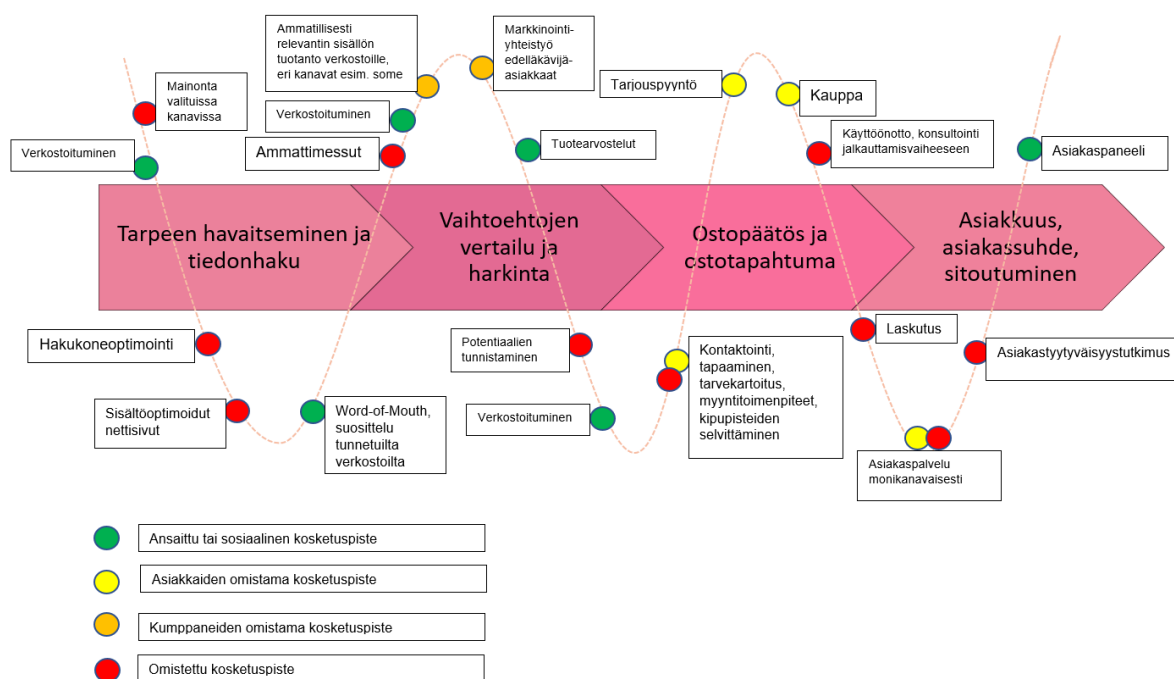 Ammatillisesti
relevantin sisällön
tuotanto verkostoille,
eri kanavat esim. some
Markkinointi-
yhteistyö
edelläkävijä-
asiakkaat
Mainonta
valituissa
kanavissa
Tarjouspyyntö
Kauppa
Verkostoituminen
Verkostoituminen
Ammattimessut
Tuotearvostelut
Käyttöönotto, konsultointi
jalkauttamisvaiheeseen
Asiakaspaneeli
Tarpeen havaitseminen ja
tiedonhaku
Vaihtoehtojen
vertailu ja
harkinta
Ostopäätös ja
ostotapahtuma
Asiakkuus,
asiakassuhde,
sitoutuminen
Hakukoneoptimointi
Sisältöoptimoidut
nettisivut
Word-of-Mouth,
suosittelu
tunnetuilta
verkostoilta
Potentiaalien
tunnistaminen
Verkostoituminen
Kontaktointi,
tapaaminen,
tarvekartoitus,
myyntitoimenpiteet,
kipupisteiden
selvittäminen
Laskutus
Asiakastyytyväisyystutkimus
Asiakaspalvelu
monikanavaisesti
Ansaittu tai sosiaalinen kosketuspiste
Asiakkaiden omistama kosketuspiste
Kumppaneiden omistama kosketuspiste
Omistettu kosketuspiste